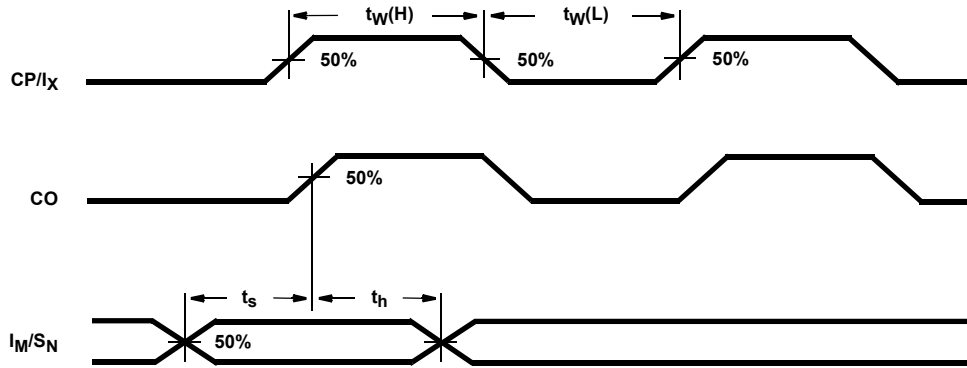 tW(H) tW(L)
CP/IX 50% 50% 50%
CO 50%
ts th
IM/SN 50%